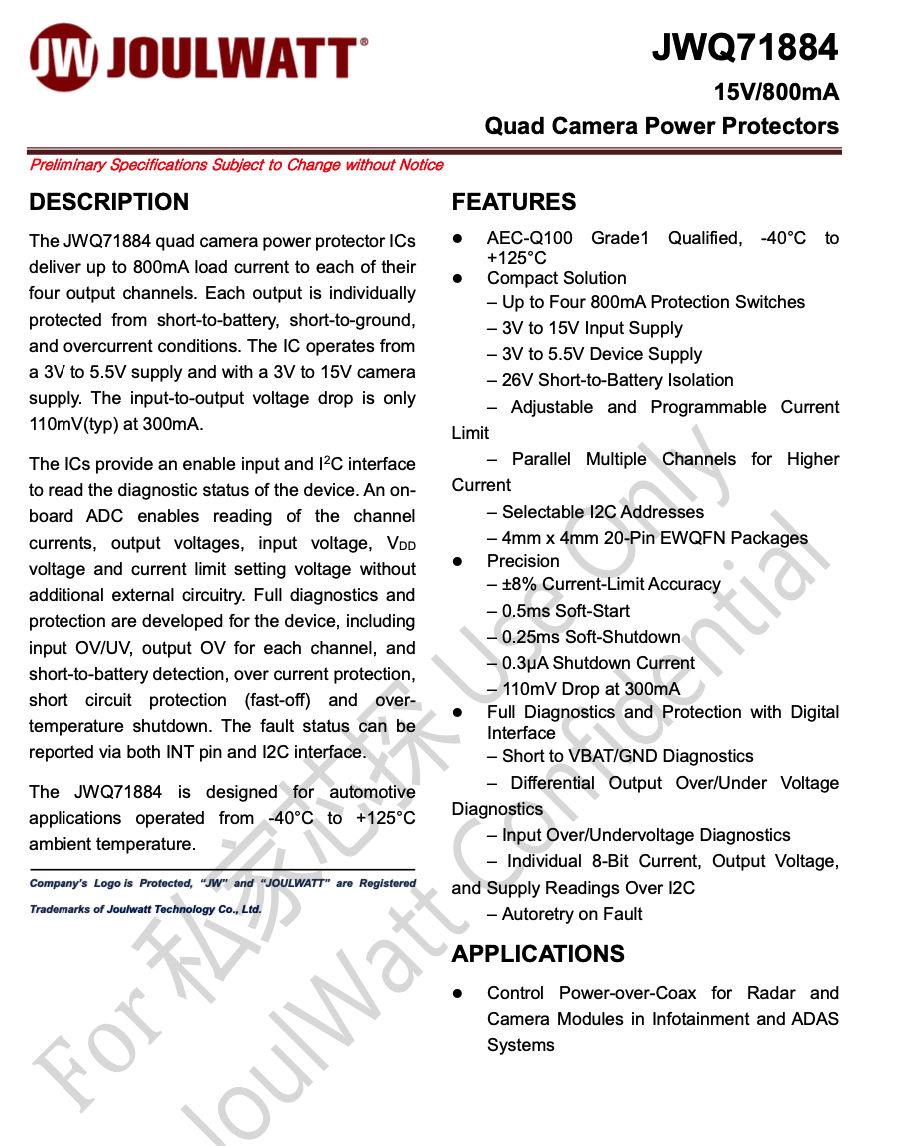 JW JOULWATT®
JWQ71884
15V/800mA
Quad Camera Power Protectors
Preliminary Specifications Subject to Change without Notice
DESCRIPTION
The JWQ71884 quad camera power protector ICs
deliver up to 800mA load current to each of their
four output channels. Each output is individually
protected from short-to-battery, short-to-ground,
and overcurrent conditions. The IC operates from
a 3V to 5.5V supply and with a 3V to 15V camera
supply. The input-to-output voltage drop is only
110mV(typ) at 300mA.
The ICs provide an enable input and I²C interface
to read the diagnostic status of the device. An on-
board ADC enables reading of the channel
currents, output voltages, input voltage, VDD
voltage and current limit setting voltage without
additional external circuitry. Full diagnostics and
protection are developed for the device, including
input OV/UV, output OV for each channel, and
short-to-battery detection, over current protection,
short circuit protection (fast-off) and over-
temperature shutdown. The fault status can be
reported via both INT pin and I2C interface.
The JWQ71884 is designed for automotive
applications operated from -40°C to +125°C
ambient temperature.
Company's Logo is Protected, “JW” and “JOULWATT” are Registered
Trademarks of Joulwatt Technology Co., Ltd.
FEATURES
● AEC-Q100 Grade1 Qualified, -40°C to
+125°C
● Compact Solution
– Up to Four 800mA Protection Switches
– 3V to 15V Input Supply
– 3V to 5.5V Device Supply
– 26V Short-to-Battery Isolation
– Adjustable and Programmable Current
Limit
– Parallel Multiple Channels for Higher
Current
– Selectable I2C Addresses
– 4mm x 4mm 20-Pin EWQFN Packages
● Precision
– ±8% Current-Limit Accuracy
– 0.5ms Soft-Start
– 0.25ms Soft-Shutdown
– 0.3µA Shutdown Current
– 110mV Drop at 300mA
● Full Diagnostics and Protection with Digital
Interface
– Short to VBAT/GND Diagnostics
– Differential Output Over/Under Voltage
Diagnostics
– Input Over/Undervoltage Diagnostics
– Individual 8-Bit Current, Output Voltage,
and Supply Readings Over I2C
– Autoretry on Fault
APPLICATIONS
● Control Power-over-Coax for Radar and
Camera Modules in Infotainment and ADAS
Systems
For 私家芯探 Use Only
JoulWatt Confidential